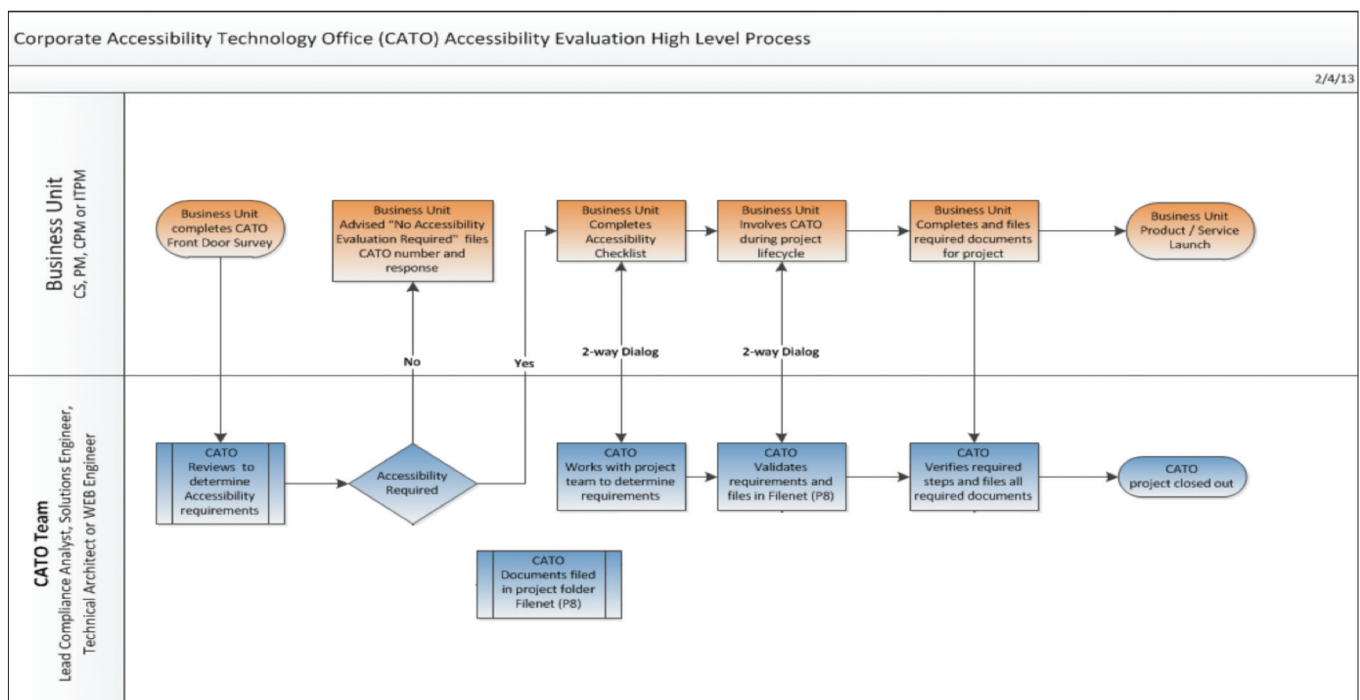 Corporate Accessibility Technology Office (CATO) Accessibility Evaluation High Level Process
2/4/13
Business Unit
CS, PM, CPM or ITPM
Business Unit
completes CATO
Front Door Survey
Business Unit
Advised "No Accessibility
Evaluation Required" files
CATO number and
response
Business Unit
Completes
Accessibility
Checklist
Business Unit
Involves CATO
during project
lifecycle
Business Unit
Completes and files
required documents
for project
Business Unit
Product / Service
Launch
No
Yes
2-way Dialog
2-way Dialog
CATO Team
Lead Compliance Analyst, Solutions Engineer,
Technical Architect or WEB Engineer
CATO
Reviews to
determine
Accessibility
requirements
Accessibility
Required
CATO
Works with project
team to determine
requirements
CATO
Validates
requirements and
files in Filenet (P8)
CATO
Verifies required
steps and files all
required documents
CATO
project closed out
CATO
Documents filed
in project folder
Filenet (P8)